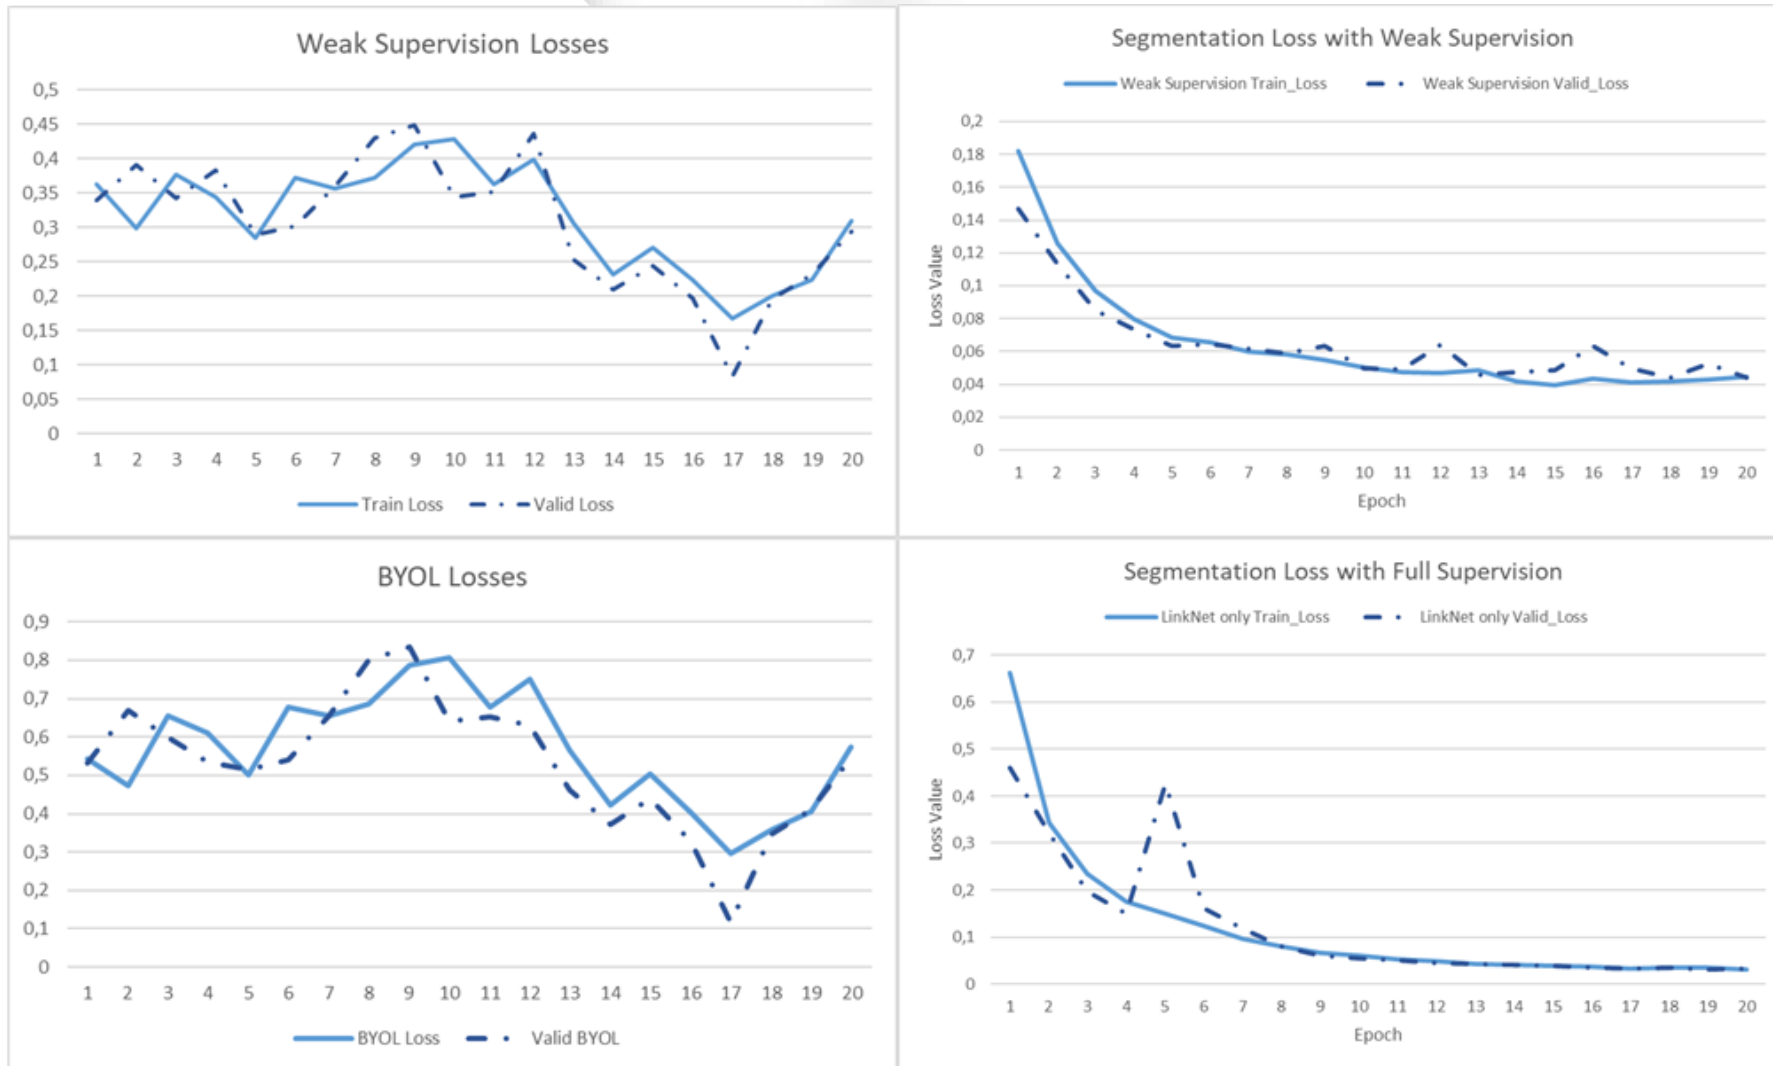 Weak Supervision Losses
0,5
0,45
0,4
0,35
0,3
0,25
0,2
0,15
0,1
0,05
0
1 2 3 4 5 6 7 8 9 10 11 12 13 14 15 16 17 18 19 20
Train Loss Valid Loss
Segmentation Loss with Weak Supervision
Weak Supervision Train_Loss Weak Supervision Valid_Loss
0,2
0,18
0,16
0,14
0,12
0,1
0,08
0,06
0,04
0,02
0
Loss Value
1 2 3 4 5 6 7 8 9 10 11 12 13 14 15 16 17 18 19 20
Epoch
BYOL Losses
0,9
0,8
0,7
0,6
0,5
0,4
0,3
0,2
0,1
0
1 2 3 4 5 6 7 8 9 10 11 12 13 14 15 16 17 18 19 20
BYOL Loss Valid BYOL
Segmentation Loss with Full Supervision
LinkNet only Train_Loss LinkNet only Valid_Loss
0,7
0,6
0,5
0,4
0,3
0,2
0,1
0
Loss Value
1 2 3 4 5 6 7 8 9 10 11 12 13 14 15 16 17 18 19 20
Epoch